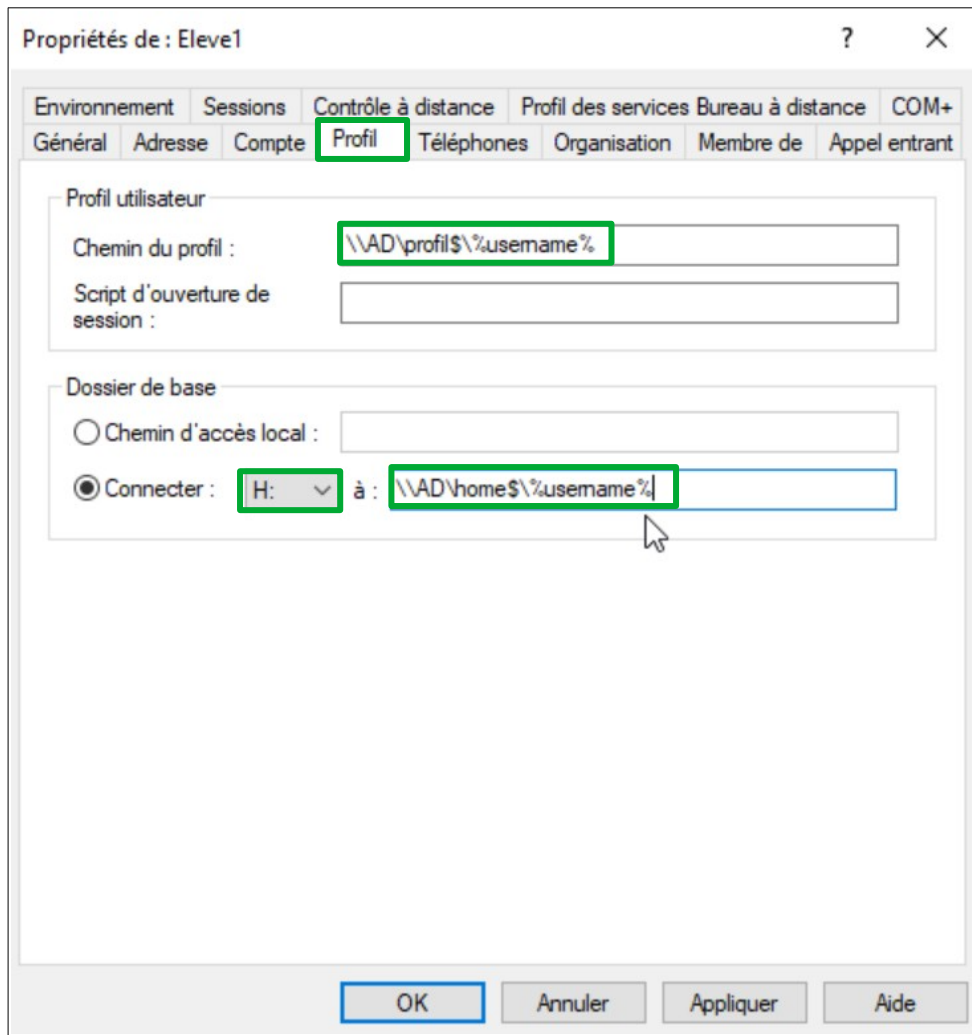 Propriétés de : Eleve1
? ×
Environnement Sessions Contrôle à distance Profil des services Bureau à distance COM+
Général Adresse Compte Profil Téléphones Organisation Membre de Appel entrant
Profil utilisateur
Chemin du profil : \\AD\profil$\%username%
Script d'ouverture de
session :
Dossier de base
Chemin d'accès local :
Connecter : H: à : \\AD\home$\%username%
OK Annuler Appliquer Aide